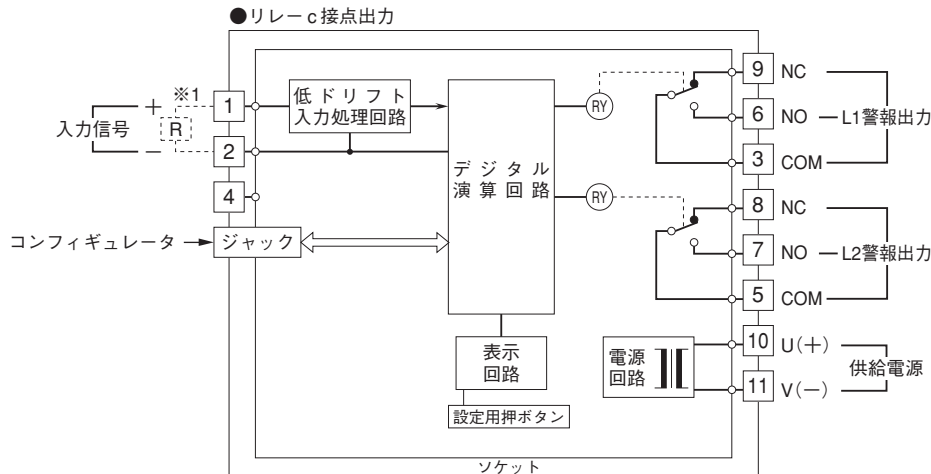 ●リレーc接点出力
※1
+
R
−
入力信号
1
2
4
低ドリフト
入力処理回路
コンフィギュレータ
ジャック
デジタル
演算回路
RY
RY
表示
回路
設定用押ボタン
電源
回路
9 NC
6 NO
3 COM
L1警報出力
8 NC
7 NO
5 COM
L2警報出力
10 U(+)
11 V(−)
供給電源
ソケット